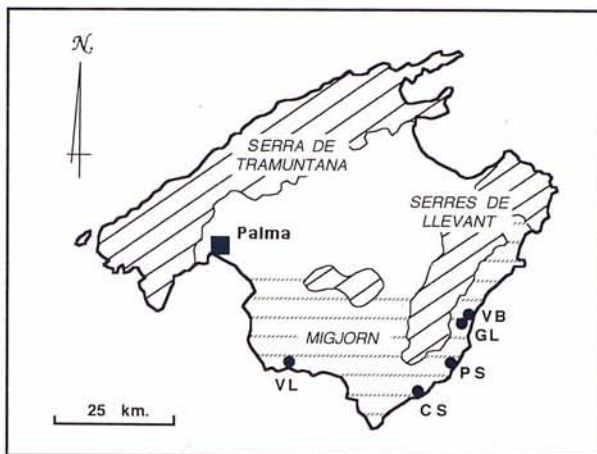 N.
SERRA DE
TRAMUNTANA
SERRES DE
LLEVANT
Palma
VB
GL
MIGJORN
PS
VL
CS
25 km.